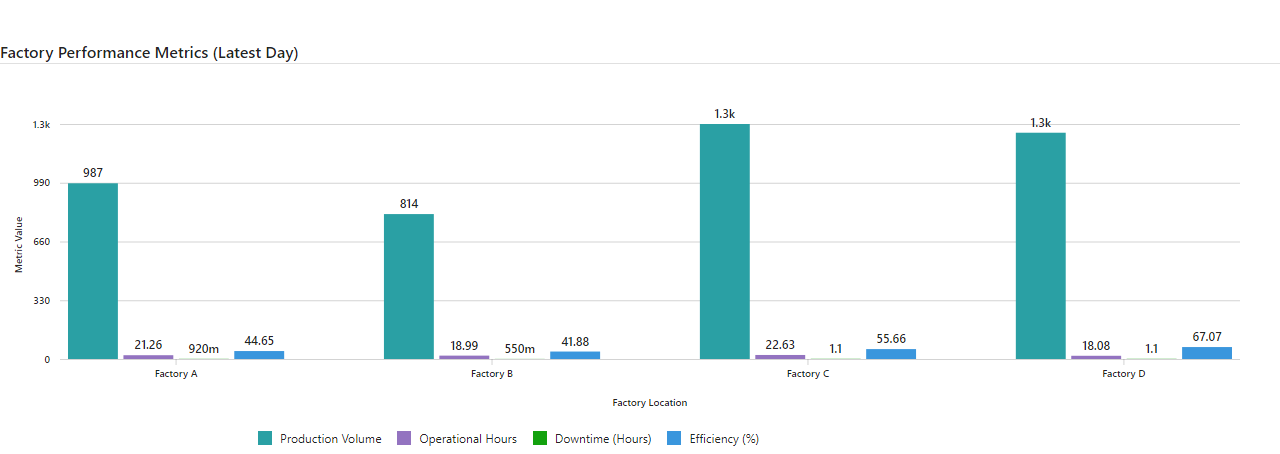 Factory Performance Metrics (Latest Day)
1.3k
990
660
330
0
Metric Value
987
21.26
920m
44.65
814
18.99
550m
41.88
1.3k
22.63
1.1
55.66
1.3k
18.08
1.1
67.07
Factory A
Factory B
Factory C
Factory D
Factory Location
Production Volume
Operational Hours
Downtime (Hours)
Efficiency (%)